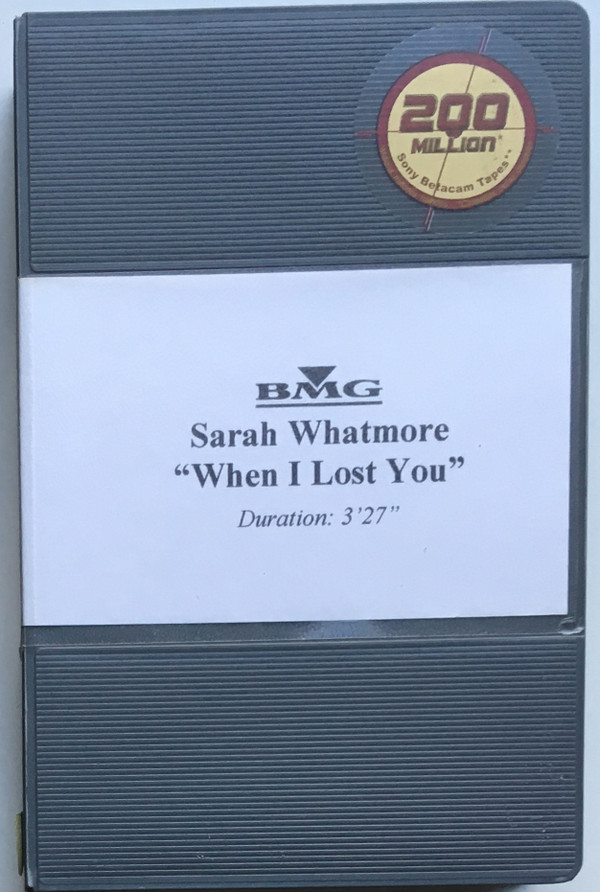 200
MILLION*
Sony Betacam Tapes**
BMG
Sarah Whatmore
“When I Lost You”
Duration: 3’27”